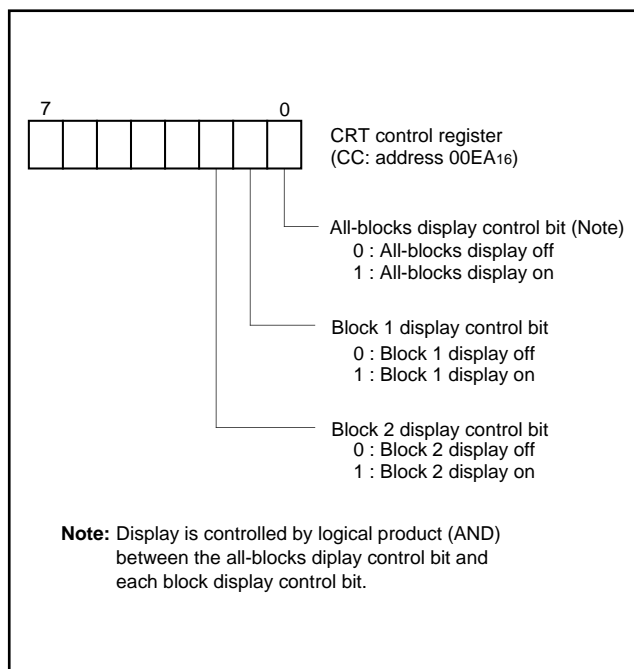 7 0
CRT control register
(CC: address 00EA16)
All-blocks display control bit (Note)
0 : All-blocks display off
1 : All-blocks display on
Block 1 display control bit
0 : Block 1 display off
1 : Block 1 display on
Block 2 display control bit
0 : Block 2 display off
1 : Block 2 display on
Note: Display is controlled by logical product (AND)
between the all-blocks diplay control bit and
each block display control bit.